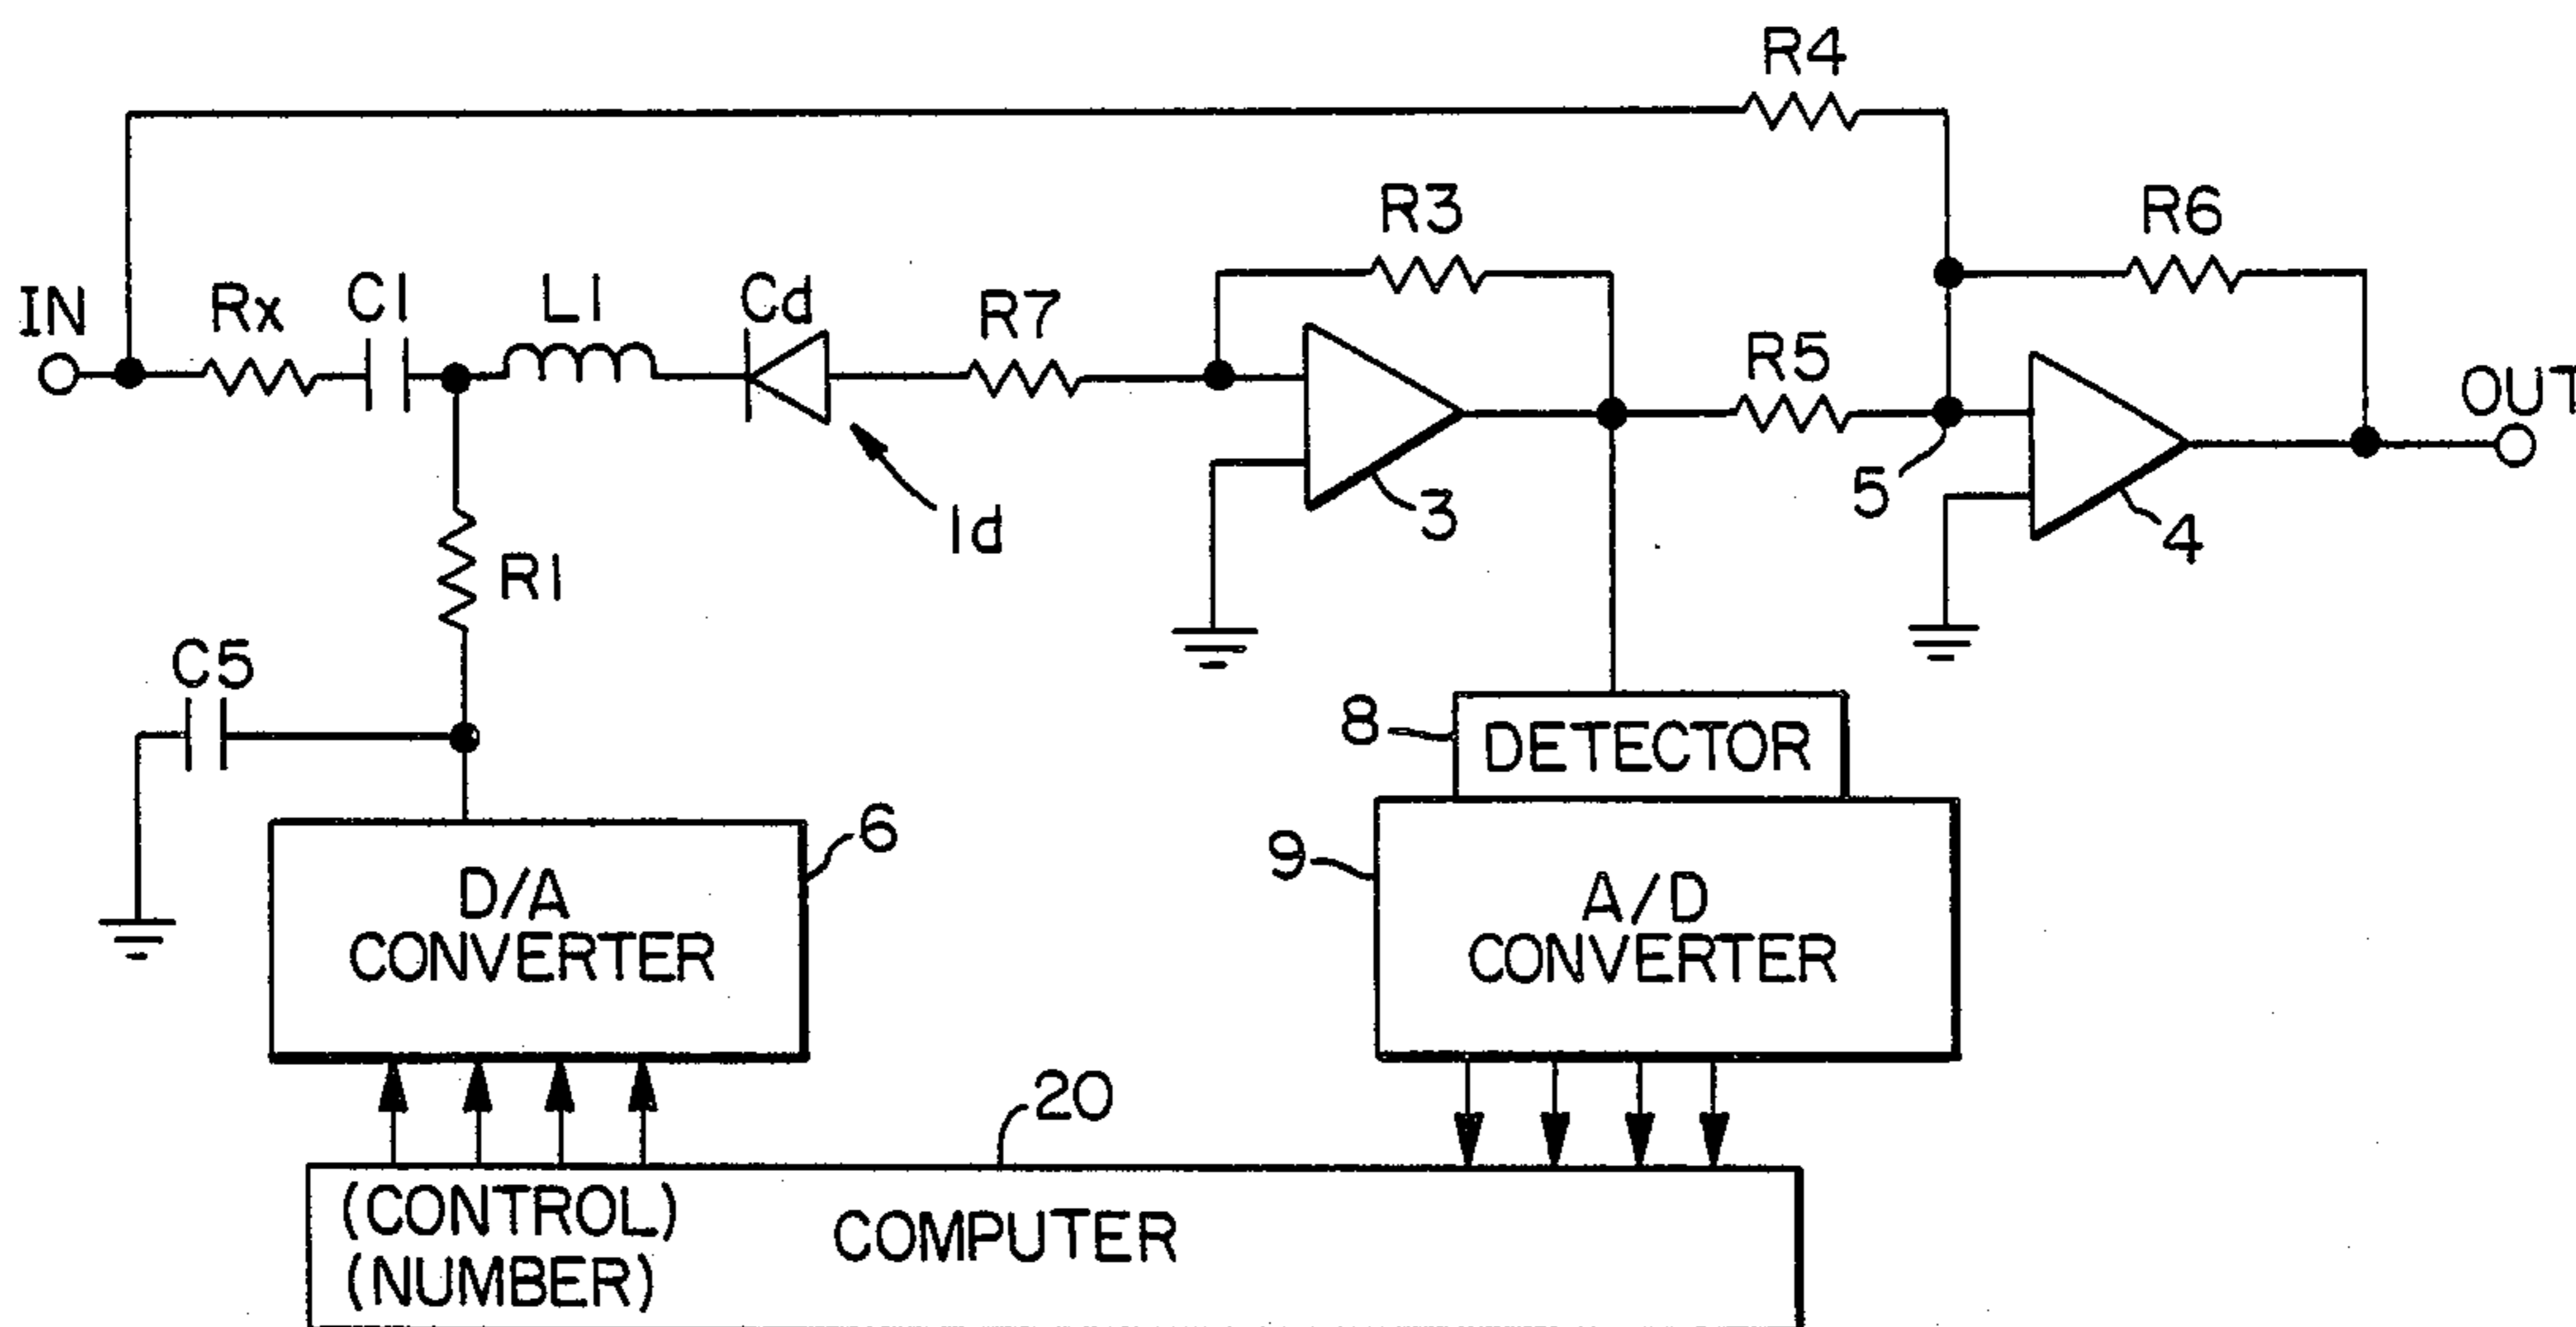 R4
R3
R6
IN
Rx
C1
L1
Cd
R7
R5
OUT
5
1d
3
4
R1
C5
8
DETECTOR
6
9
D/A
CONVERTER
A/D
CONVERTER
20
(CONTROL)
(NUMBER)
COMPUTER